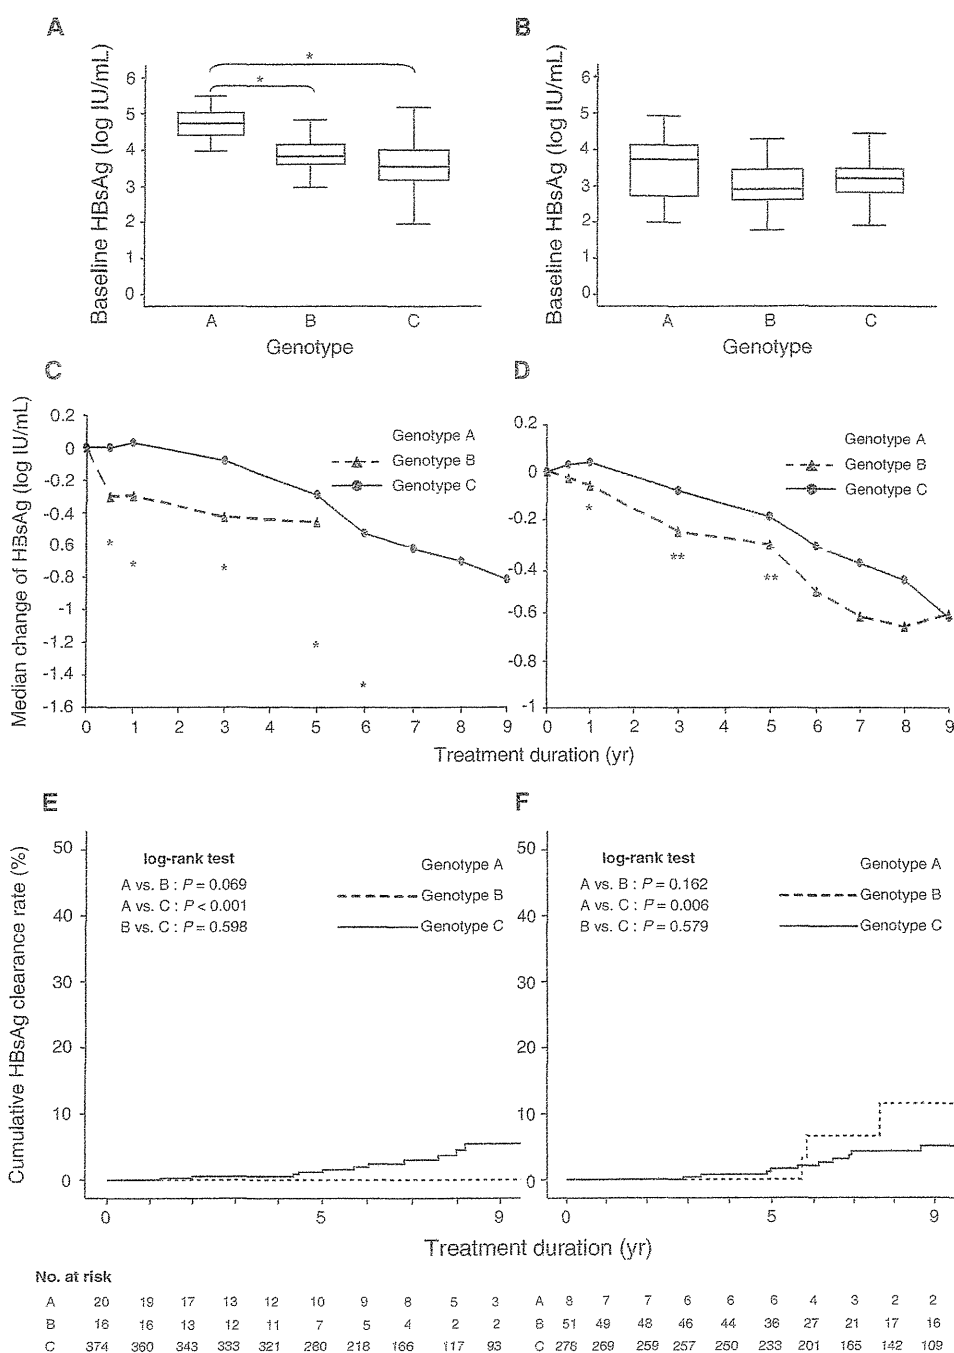 A
B
Baseline HBsAg (log IU/mL)
6
5
4
3
2
1
0
*
*
A B C
Genotype
Baseline HBsAg (log IU/mL)
6
5
4
3
2
1
0
A B C
Genotype
C
D
Median change of HBsAg (log IU/mL)
0.2
0
-0.2
-0.4
0.6
-0.8
-1
-1.2
-1.4
-1.6
Genotype A
Genotype B
Genotype C
*
*
*
*
*
0 1 2 3 4 5 6 7 8 9
0.2
0
-0.2
-0.4
-0.6
-0.8
-1
Genotype A
Genotype B
Genotype C
*
**
**
0 1 2 3 4 5 6 7 8 9
Treatment duration (yr)
E
F
Cumulative HBsAg clearance rate (%)
50
40
30
20
10
0
log-rank test
A vs. B : P = 0.069
A vs. C : P < 0.001
B vs. C : P = 0.598
Genotype A
Genotype B
Genotype C
0 5 9
50
40
30
20
10
0
log-rank test
A vs. B : P = 0.162
A vs. C : P = 0.006
B vs. C : P = 0.579
Genotype A
Genotype B
Genotype C
0 5 9
Treatment duration (yr)
No. at risk
A 20 19 17 13 12 10 9 8 5 3 A 8 7 7 6 6 6 4 3 2 2
B 16 16 13 12 11 7 5 4 2 2 B 51 49 48 46 44 36 27 21 17 16
C 374 360 343 333 321 280 218 166 117 93 C 278 269 259 257 250 233 201 165 142 109